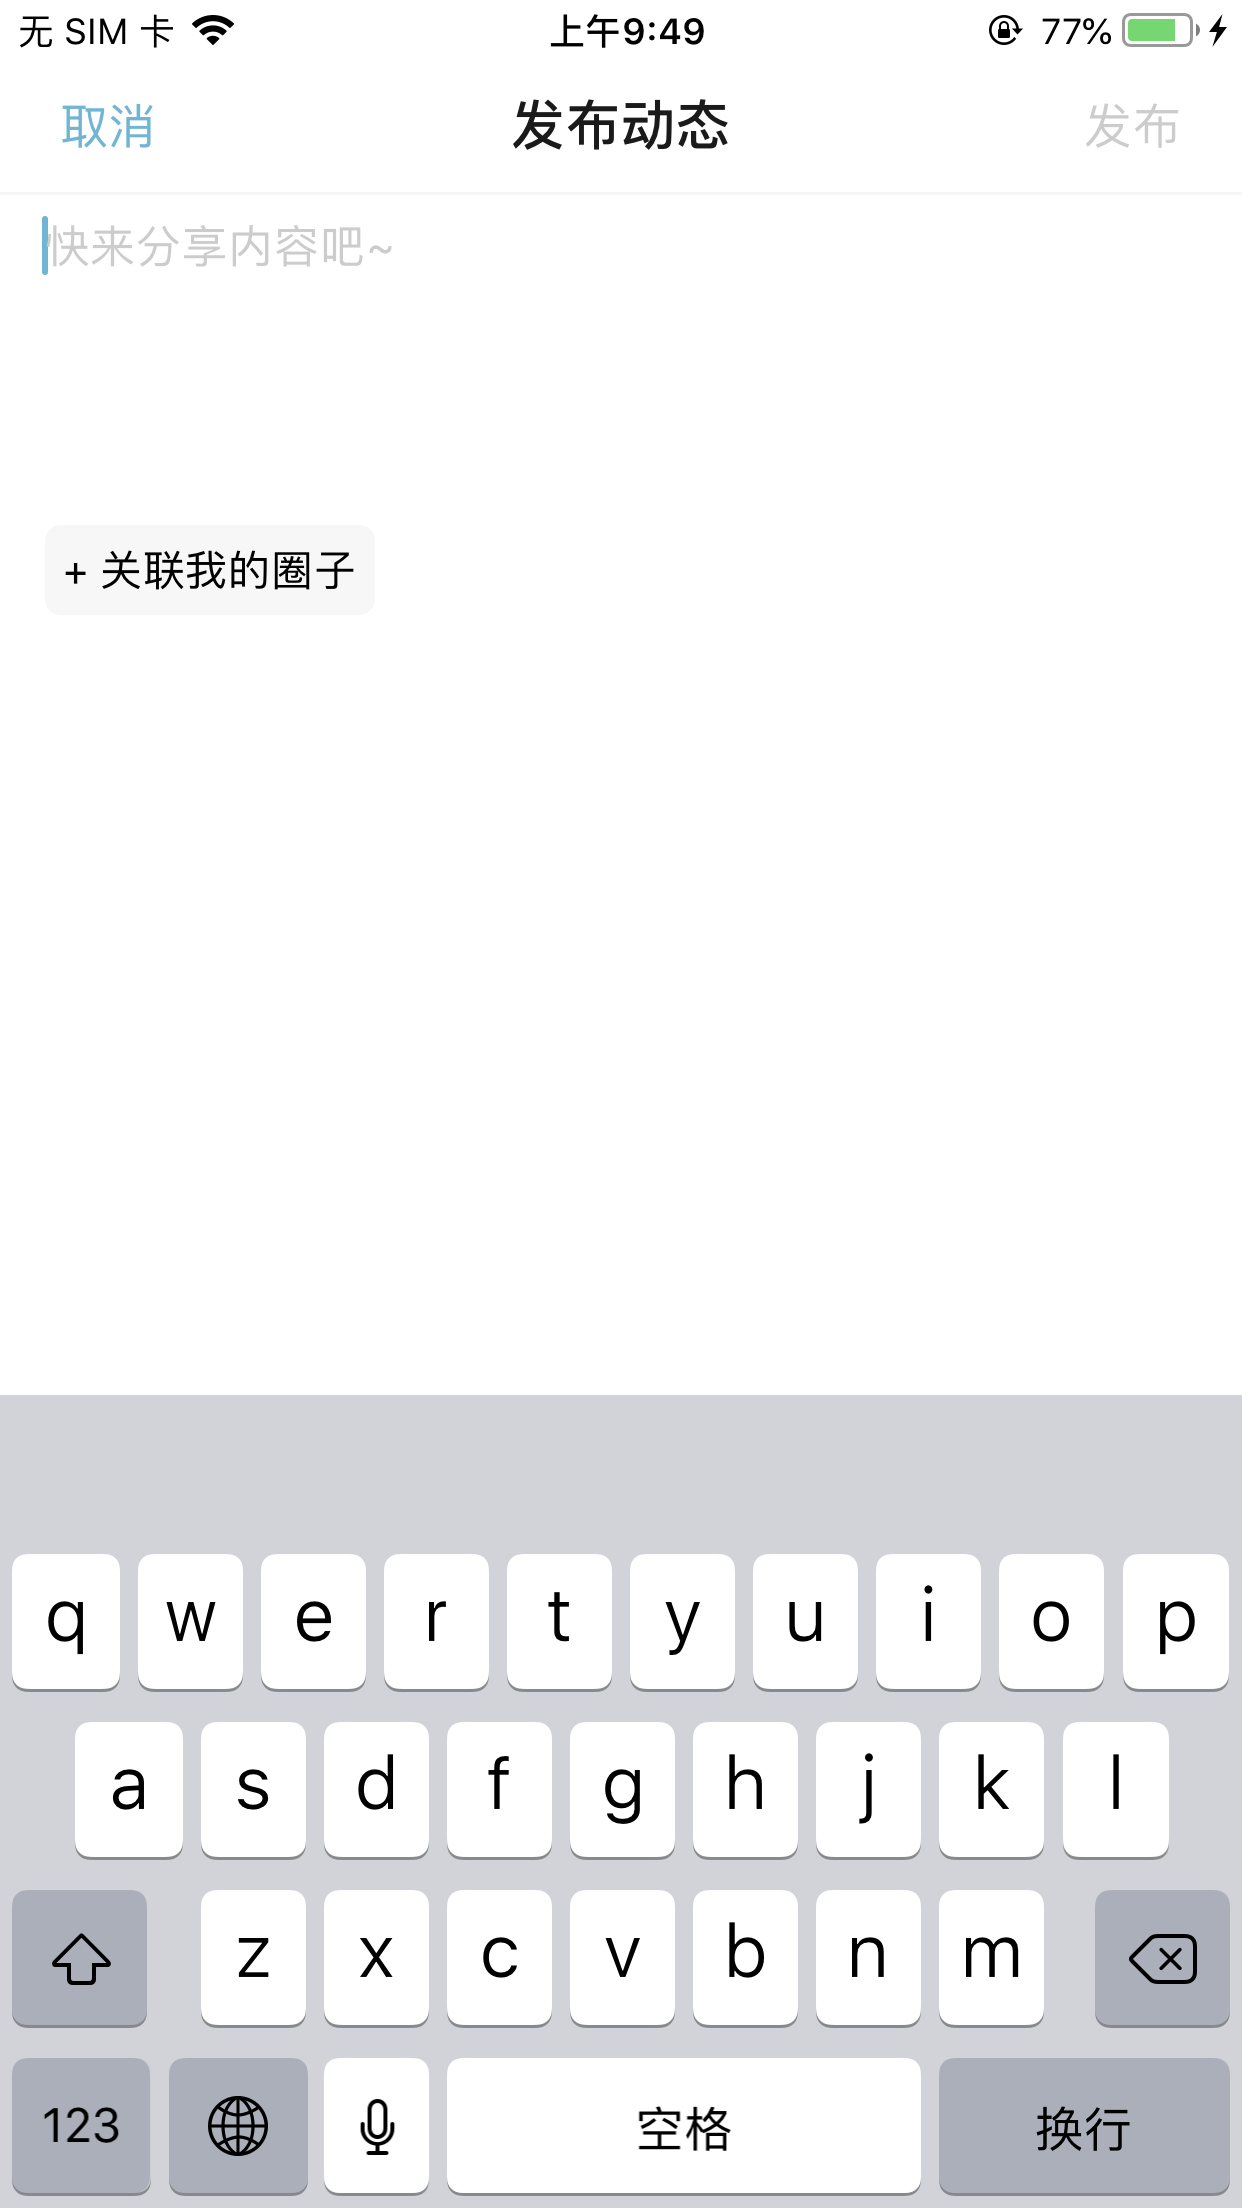 无 SIM 卡 上午9:49 77%
取消 发布动态 发布
快来分享内容吧~
+ 关联我的圈子
q w e r t y u i o p
a s d f g h j k l
z x c v b n m
123 空格 换行